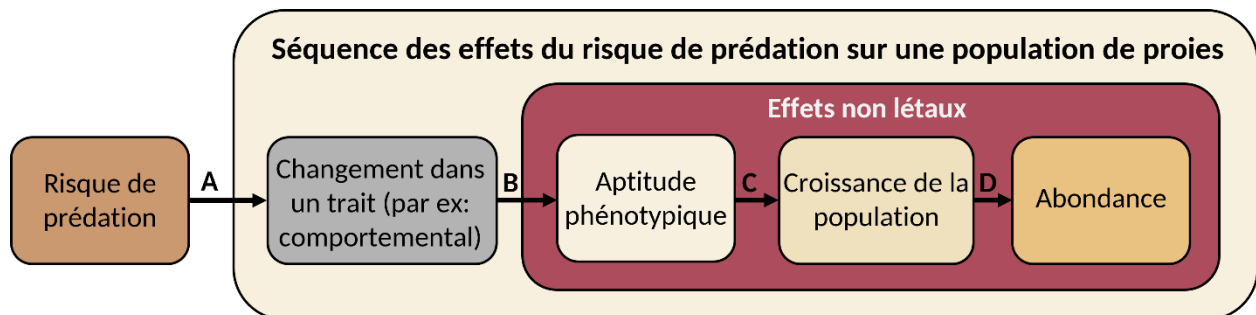 Séquence des effets du risque de prédation sur une population de proies
Effets non létaux
Risque de
prédation
A
Changement dans
un trait (par ex:
comportemental)
B
Aptitude
phénotypique
C
Croissance de la
population
D
Abondance